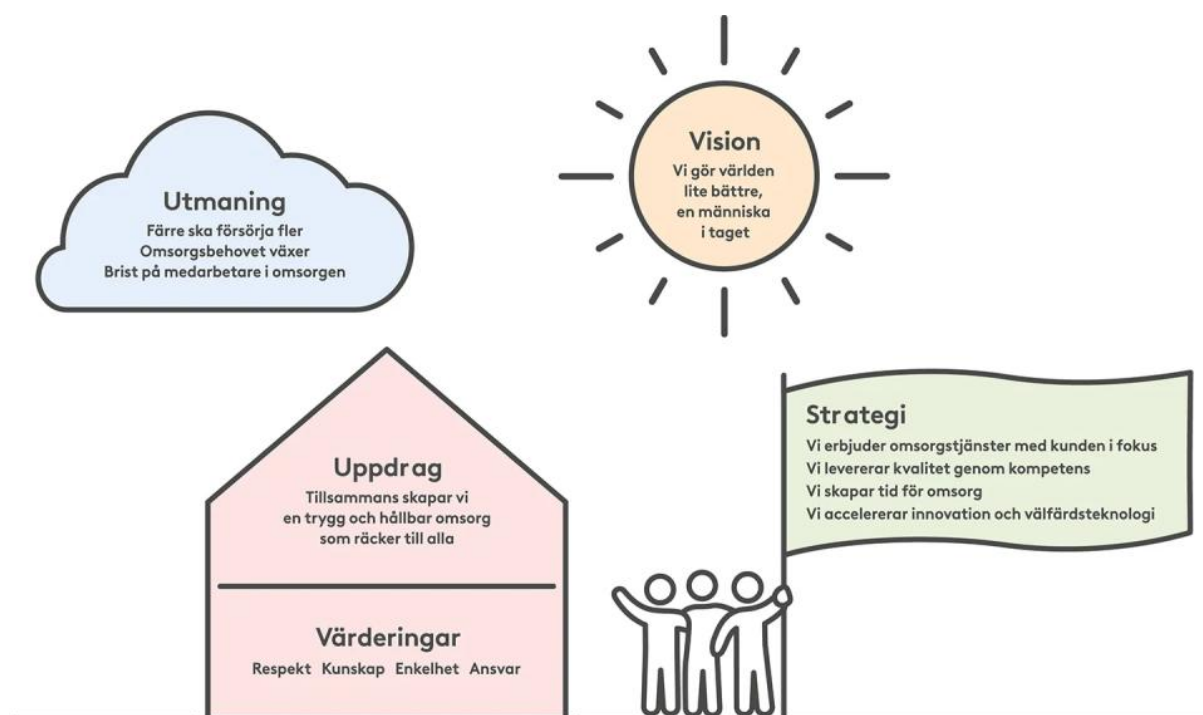 Utmaning
Färre ska försörja fler
Omsorgsbehovet växer
Brist på medarbetare i omsorgen
Vision
Vi gör världen
lite bättre,
en människa
i taget
Uppdrag
Tillsammans skapar vi
en trygg och hållbar omsorg
som räcker till alla
Värderingar
Respekt Kunskap Enkelhet Ansvar
Strategi
Vi erbjuder omsorgstjänster med kunden i fokus
Vi levererar kvalitet genom kompetens
Vi skapar tid för omsorg
Vi accelererar innovation och välfärdsteknologi